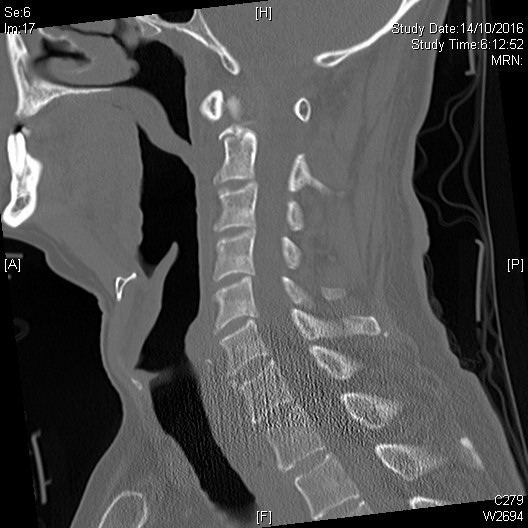 Se:6
Im:17
[H]
Study Date:14/10/2016
Study Time:6:12:52
MRN:
[A]
[P]
[F]
C279
W2694